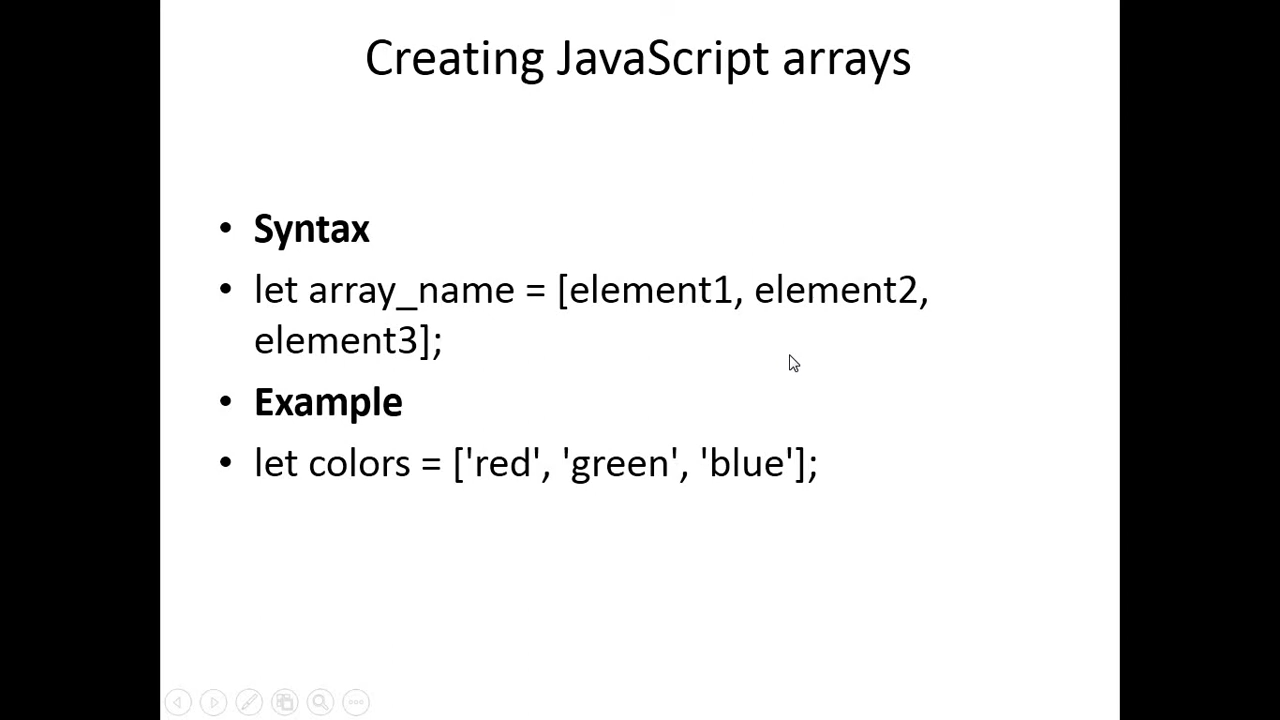 Creating JavaScript arrays
• Syntax
• let array_name = [element1, element2,
element3];
• Example
• let colors = ['red', 'green', 'blue'];